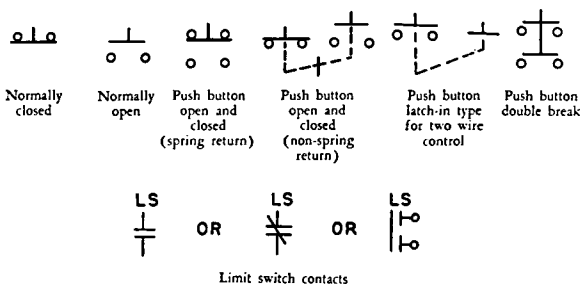 Normally
closed
Normally
open
Push button
open and
closed
(spring return)
Push button
open and
closed
(non-spring
return)
Push button
latch-in type
for two wire
control
Push button
double break
LS
OR
LS
OR
LS
Limit switch contacts